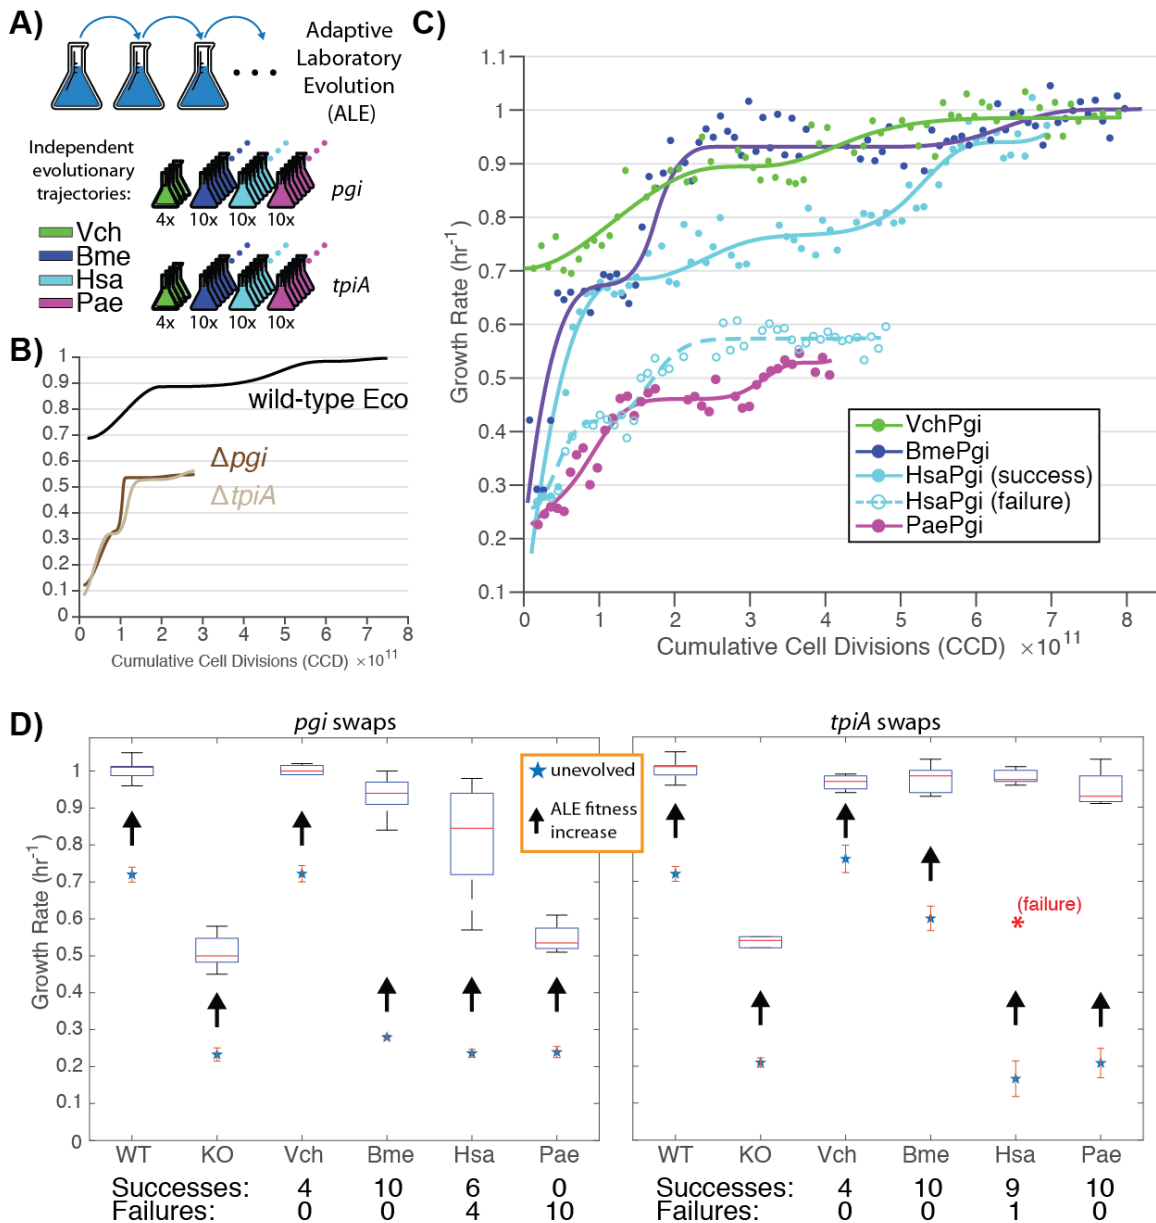 A)
Adaptive
Laboratory
Evolution
(ALE)
Independent
evolutionary
trajectories:
Vch
Bme
Hsa
Pae
4x 10x 10x 10x
pgi
4x 10x 10x 10x
tpiA
B)
1
0.9
0.8
0.7
0.6
0.5
0.4
0.3
0.2
0.1
0
wild-type Eco
Δpgi
ΔtpiA
0 1 2 3 4 5 6 7 8
Cumulative Cell Divisions (CCD) ×10^11
C)
1.1
1
0.9
0.8
0.7
0.6
0.5
0.4
0.3
0.2
0.1
Growth Rate (hr^-1)
VchPgi
BmePgi
HsaPgi (success)
HsaPgi (failure)
PaePgi
0 1 2 3 4 5 6 7 8
Cumulative Cell Divisions (CCD) ×10^11
D)
pgi swaps
tpiA swaps
unevolved
ALE fitness
increase
1
0.9
0.8
0.7
0.6
0.5
0.4
0.3
0.2
0.1
0
Growth Rate (hr^-1)
(failure)
WT KO Vch Bme Hsa Pae
WT KO Vch Bme Hsa Pae
Successes: 4 10 6 0
Failures: 0 0 4 10
Successes: 4 10 9 10
Failures: 0 0 1 0